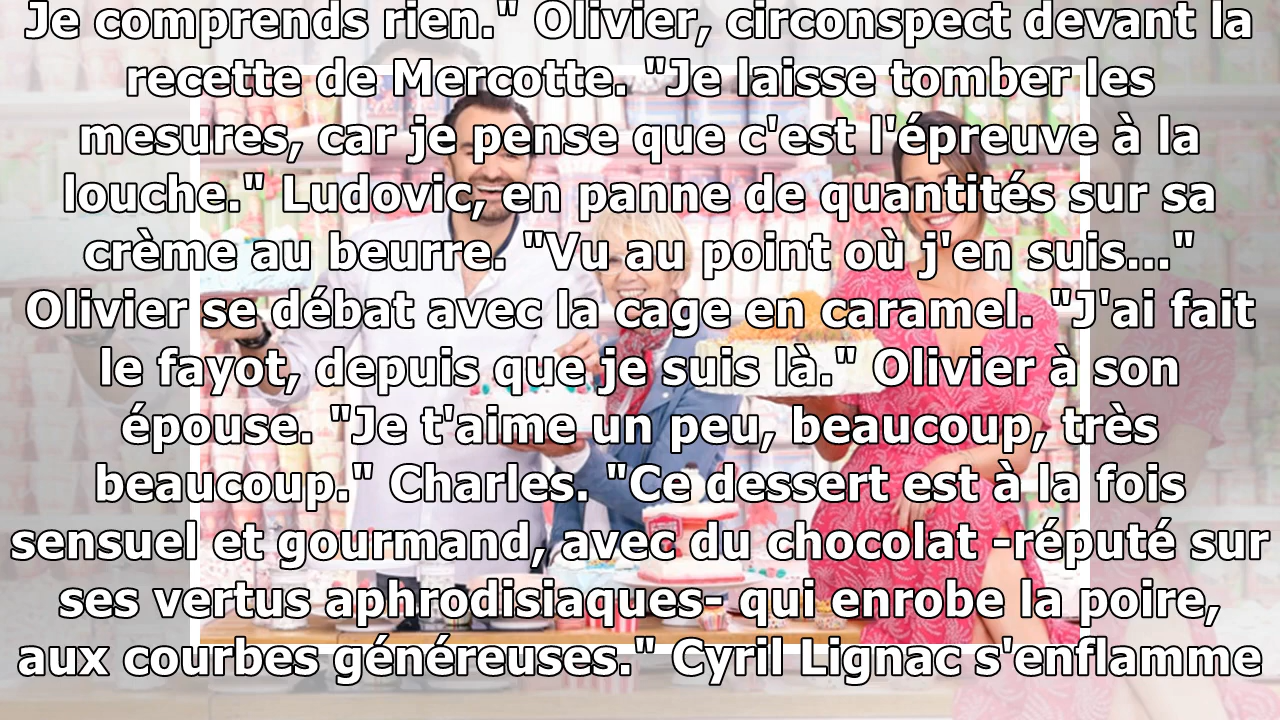 Je comprends rien." Olivier, circonspect devant la
recette de Mercotte. "Je laisse tomber les
mesures, car je pense que c'est l'épreuve à la
louche." Ludovic, en panne de quantités sur sa
crème au beurre. "Vu au point où j'en suis..."
Olivier se débat avec la cage en caramel. "J'ai fait
le fayot, depuis que je suis là." Olivier à son
épouse. "Je t'aime un peu, beaucoup, très
beaucoup." Charles. "Ce dessert est à la fois
sensuel et gourmand, avec du chocolat -réputé sur
ses vertus aphrodisiaques- qui enrobe la poire,
aux courbes généreuses." Cyril Lignac s'enflamme